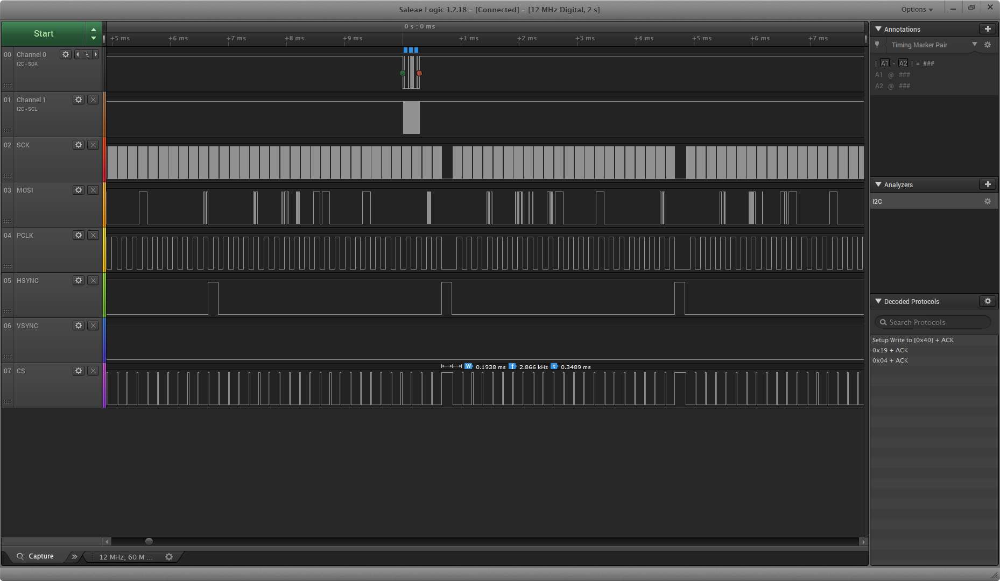 Saleae Logic 1.2.18 - [Connected] - [12 MHz Digital, 2 s]
Options
Start
0 s : 0 ms
+5 ms +6 ms +7 ms +8 ms +9 ms +1 ms +2 ms +3 ms +4 ms +5 ms +6 ms +7 ms
00 Channel 0
I2C - SDA
01 Channel 1
I2C - SCL
02 SCK
03 MOSI
04 PCLK
05 HSYNC
06 VSYNC
07 CS
W 0.1938 ms f 2.866 kHz T 0.3489 ms
Capture
12 MHz, 60 M ...
Annotations
Timing Marker Pair
| A1 - A2 | = ###
A1 @ ###
A2 @ ###
Analyzers
I2C
Decoded Protocols
Search Protocols
Setup Write to [0x40] + ACK
0x19 + ACK
0x04 + ACK